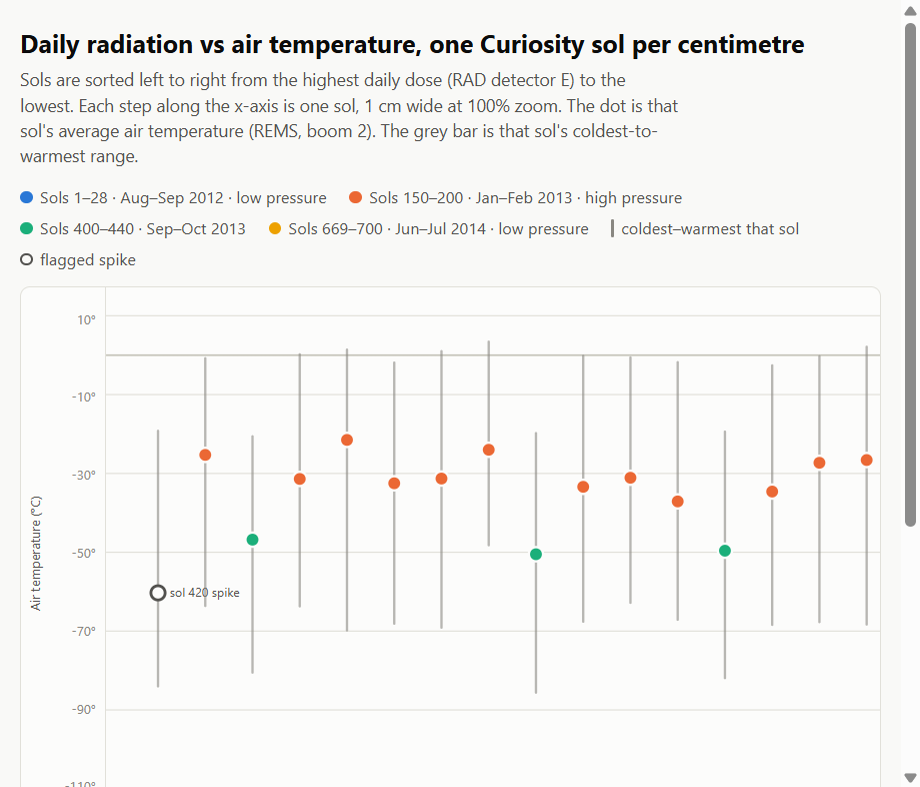 Daily radiation vs air temperature, one Curiosity sol per centimetre
Sols are sorted left to right from the highest daily dose (RAD detector E) to the
lowest. Each step along the x-axis is one sol, 1 cm wide at 100% zoom. The dot is that
sol's average air temperature (REMS, boom 2). The grey bar is that sol's coldest-to-
warmest range.
Sols 1–28 · Aug–Sep 2012 · low pressure
Sols 150–200 · Jan–Feb 2013 · high pressure
Sols 400–440 · Sep–Oct 2013
Sols 669–700 · Jun–Jul 2014 · low pressure
coldest–warmest that sol
flagged spike
10°
-10°
-30°
-50°
-70°
-90°
-110°
Air temperature (°C)
sol 420 spike